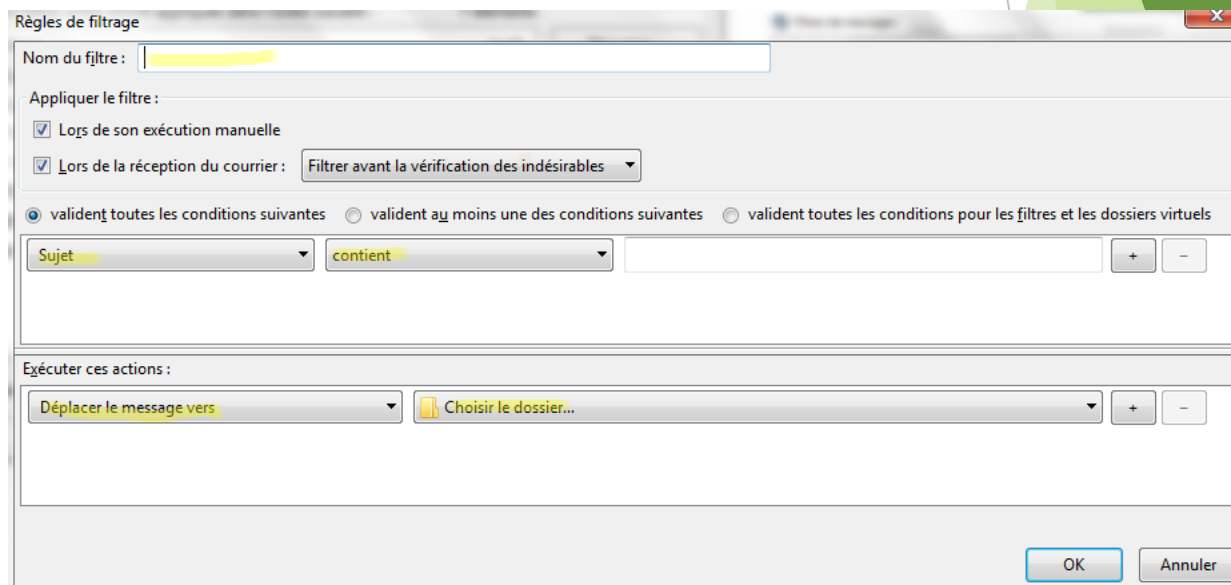 Règles de filtrage
Nom du filtre :
Appliquer le filtre :
Lors de son exécution manuelle
Lors de la réception du courrier : Filtrer avant la vérification des indésirables
valident toutes les conditions suivantes valident au moins une des conditions suivantes valident toutes les conditions pour les filtres et les dossiers virtuels
Sujet contient + −
Exécuter ces actions :
Déplacer le message vers Choisir le dossier... + −
OK Annuler